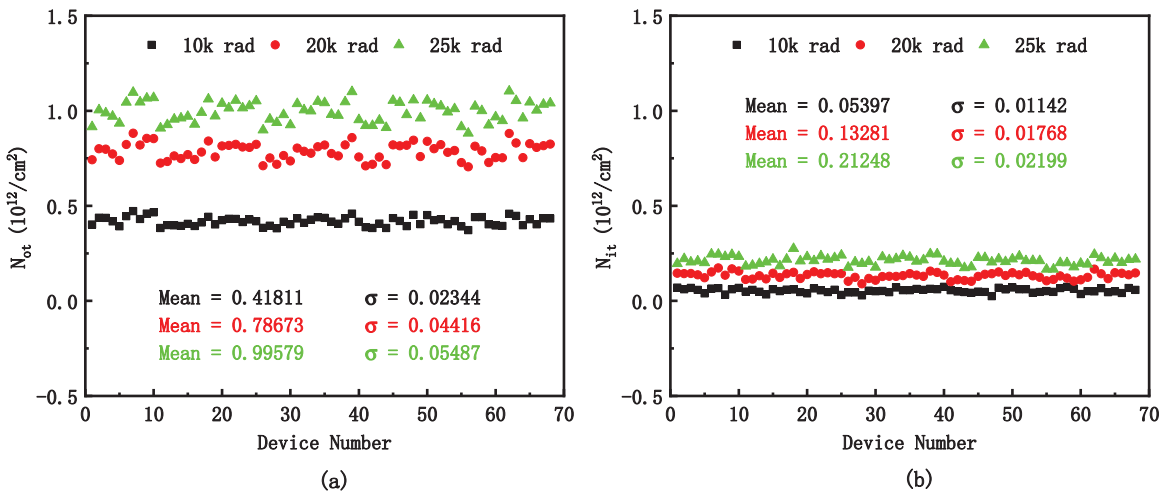 1.5
10k rad 20k rad 25k rad
1.0
0.5
0.0
-0.5
N_ot (10^12/cm^2)
Mean = 0.41811 σ = 0.02344
Mean = 0.78673 σ = 0.04416
Mean = 0.99579 σ = 0.05487
0 10 20 30 40 50 60 70
Device Number
(a)
1.5
10k rad 20k rad 25k rad
Mean = 0.05397 σ = 0.01142
Mean = 0.13281 σ = 0.01768
Mean = 0.21248 σ = 0.02199
1.0
0.5
0.0
-0.5
N_it (10^12/cm^2)
0 10 20 30 40 50 60 70
Device Number
(b)